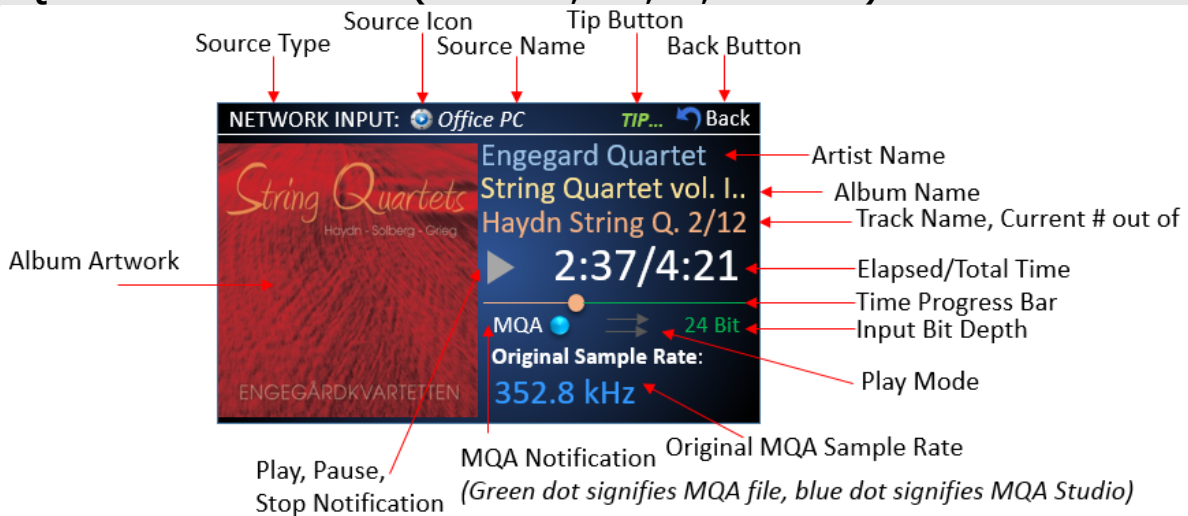 Source Icon
Tip Button
Source Type
Source Name
Back Button
NETWORK INPUT: Office PC TIP... Back
Engegard Quartet
Artist Name
String Quartet vol. I..
Album Name
Haydn String Q. 2/12
Track Name, Current # out of
String Quartets
Haydn - Solberg - Grieg
Album Artwork
2:37/4:21
Elapsed/Total Time
Time Progress Bar
MQA
24 Bit
Input Bit Depth
Original Sample Rate:
Play Mode
352.8 kHz
ENGEGÅRDKVARTETTEN
Original MQA Sample Rate
MQA Notification
Play, Pause,
Stop Notification
(Green dot signifies MQA file, blue dot signifies MQA Studio)